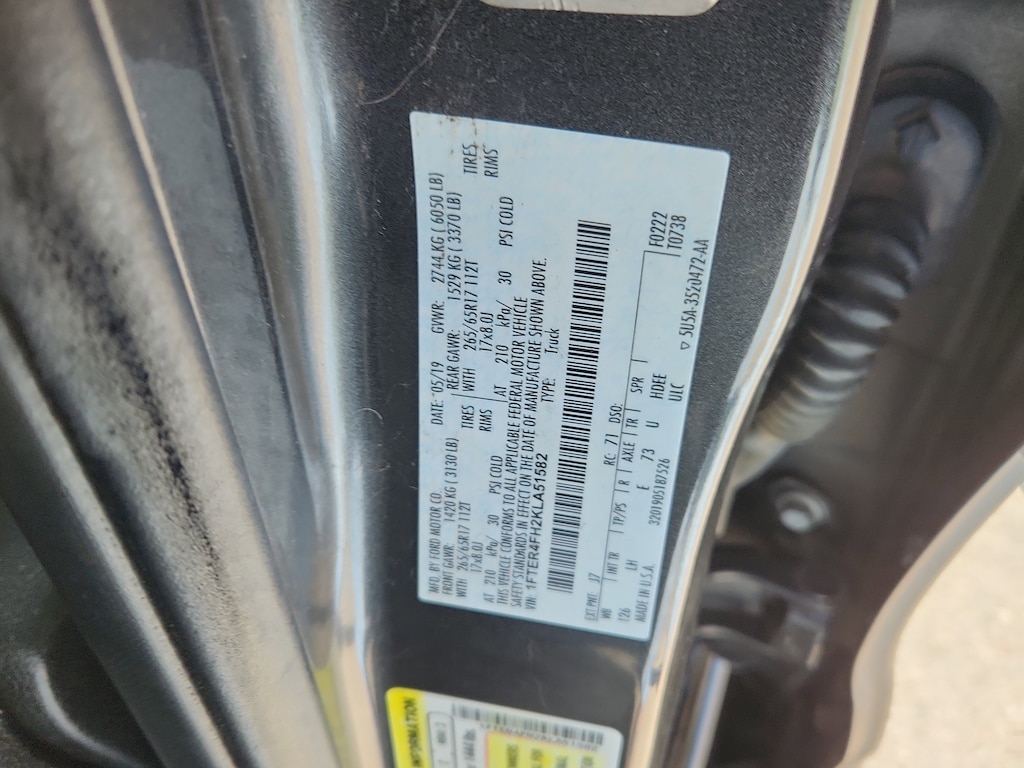 MFD. BY FORD MOTOR CO. DATE: 05/19 GVWR: 2744.KG ( 6050 LB)
FRONT GAWR: 1420 KG ( 3130 LB) REAR GAWR: 1529 KG ( 3370 LB)
WITH 265/65R17 112T TIRES WITH 265/65R17 112T TIRES
17x8.0J RIMS 17x8.0J RIMS
AT 210 kPa/ 30 PSI COLD AT 210 kPa/ 30 PSI COLD
THIS VEHICLE CONFORMS TO ALL APPLICABLE FEDERAL MOTOR VEHICLE
SAFETY STANDARDS IN EFFECT ON THE DATE OF MANUFACTURE SHOWN ABOVE.
VIN: 1FTER4FH2KLA51582 TYPE: Truck
EXT PNT: J7 RC: 71 DSO: F0222
WB INT TR TP/PS R AXLE TR SPR T0738
126 LH E 73 U HDEE
MADE IN U.S.A. 3201905187526 ULC
5U5A-3520472-AA
INFORMATION